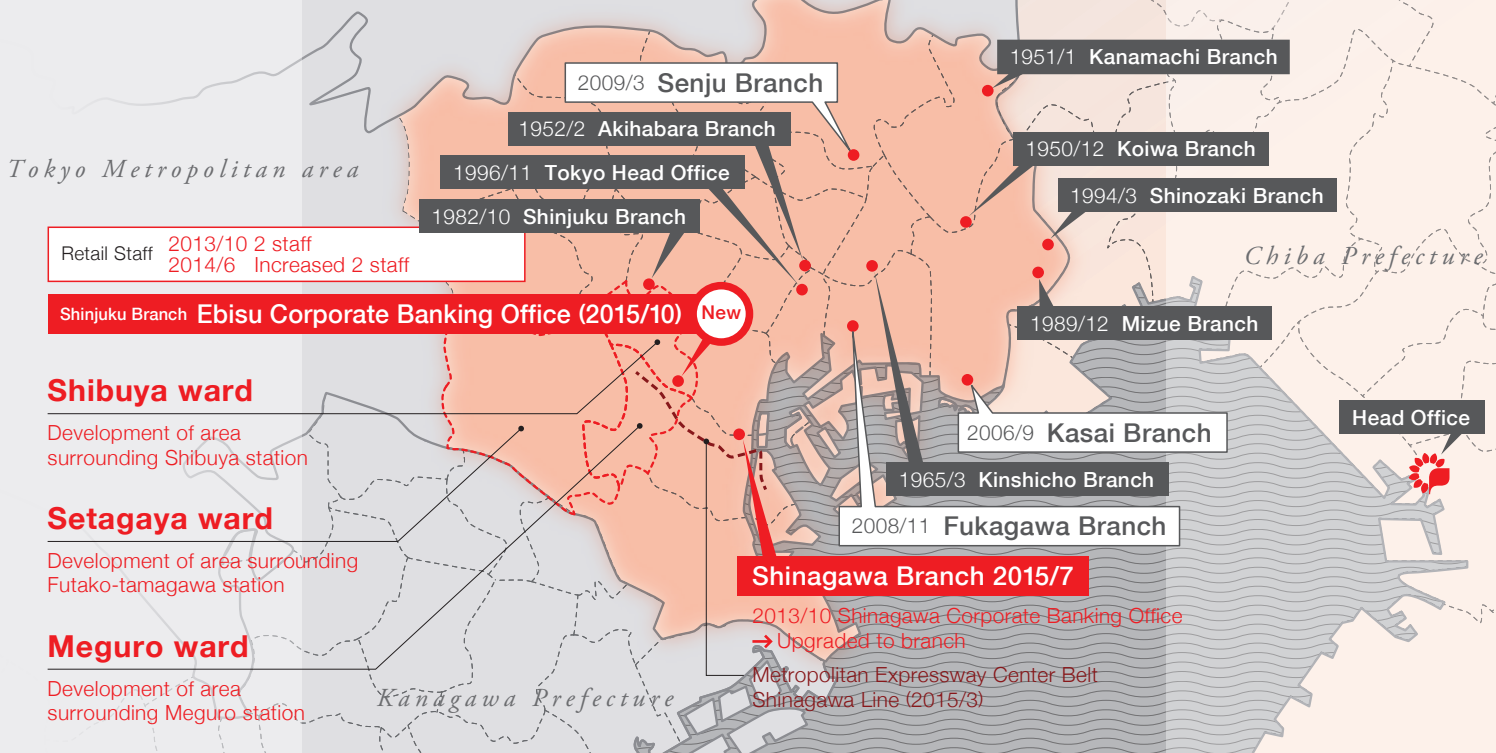 1951/1 Kanamachi Branch
2009/3 Senju Branch
1952/2 Akihabara Branch
1950/12 Koiwa Branch
Tokyo Metropolitan area
1996/11 Tokyo Head Office
1994/3 Shinozaki Branch
1982/10 Shinjuku Branch
Retail Staff
2013/10 2 staff
2014/6 Increased 2 staff
Chiba Prefecture
Shinjuku Branch Ebisu Corporate Banking Office (2015/10)
New
1989/12 Mizue Branch
Shibuya ward
Development of area
surrounding Shibuya station
Head Office
2006/9 Kasai Branch
1965/3 Kinshicho Branch
Setagaya ward
Development of area surrounding
Futako-tamagawa station
2008/11 Fukagawa Branch
Shinagawa Branch 2015/7
2013/10 Shinagawa Corporate Banking Office
→ Upgraded to branch
Meguro ward
Development of area
surrounding Meguro station
Metropolitan Expressway Center Belt
Shinagawa Line (2015/3)
Kanagawa Prefecture